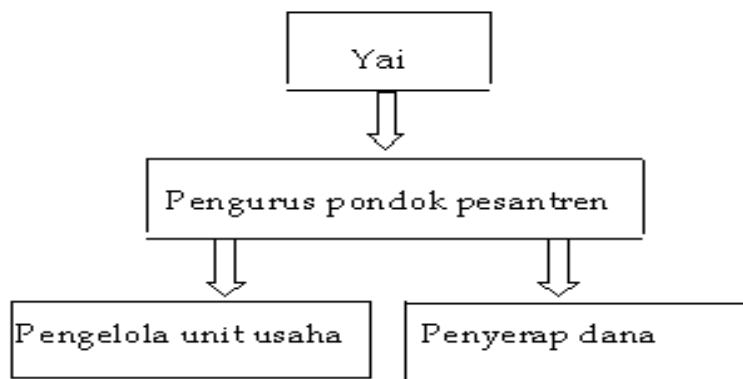 Yai
Pengurus pondok pesantren
Pengelola unit usaha
Penyerap dana